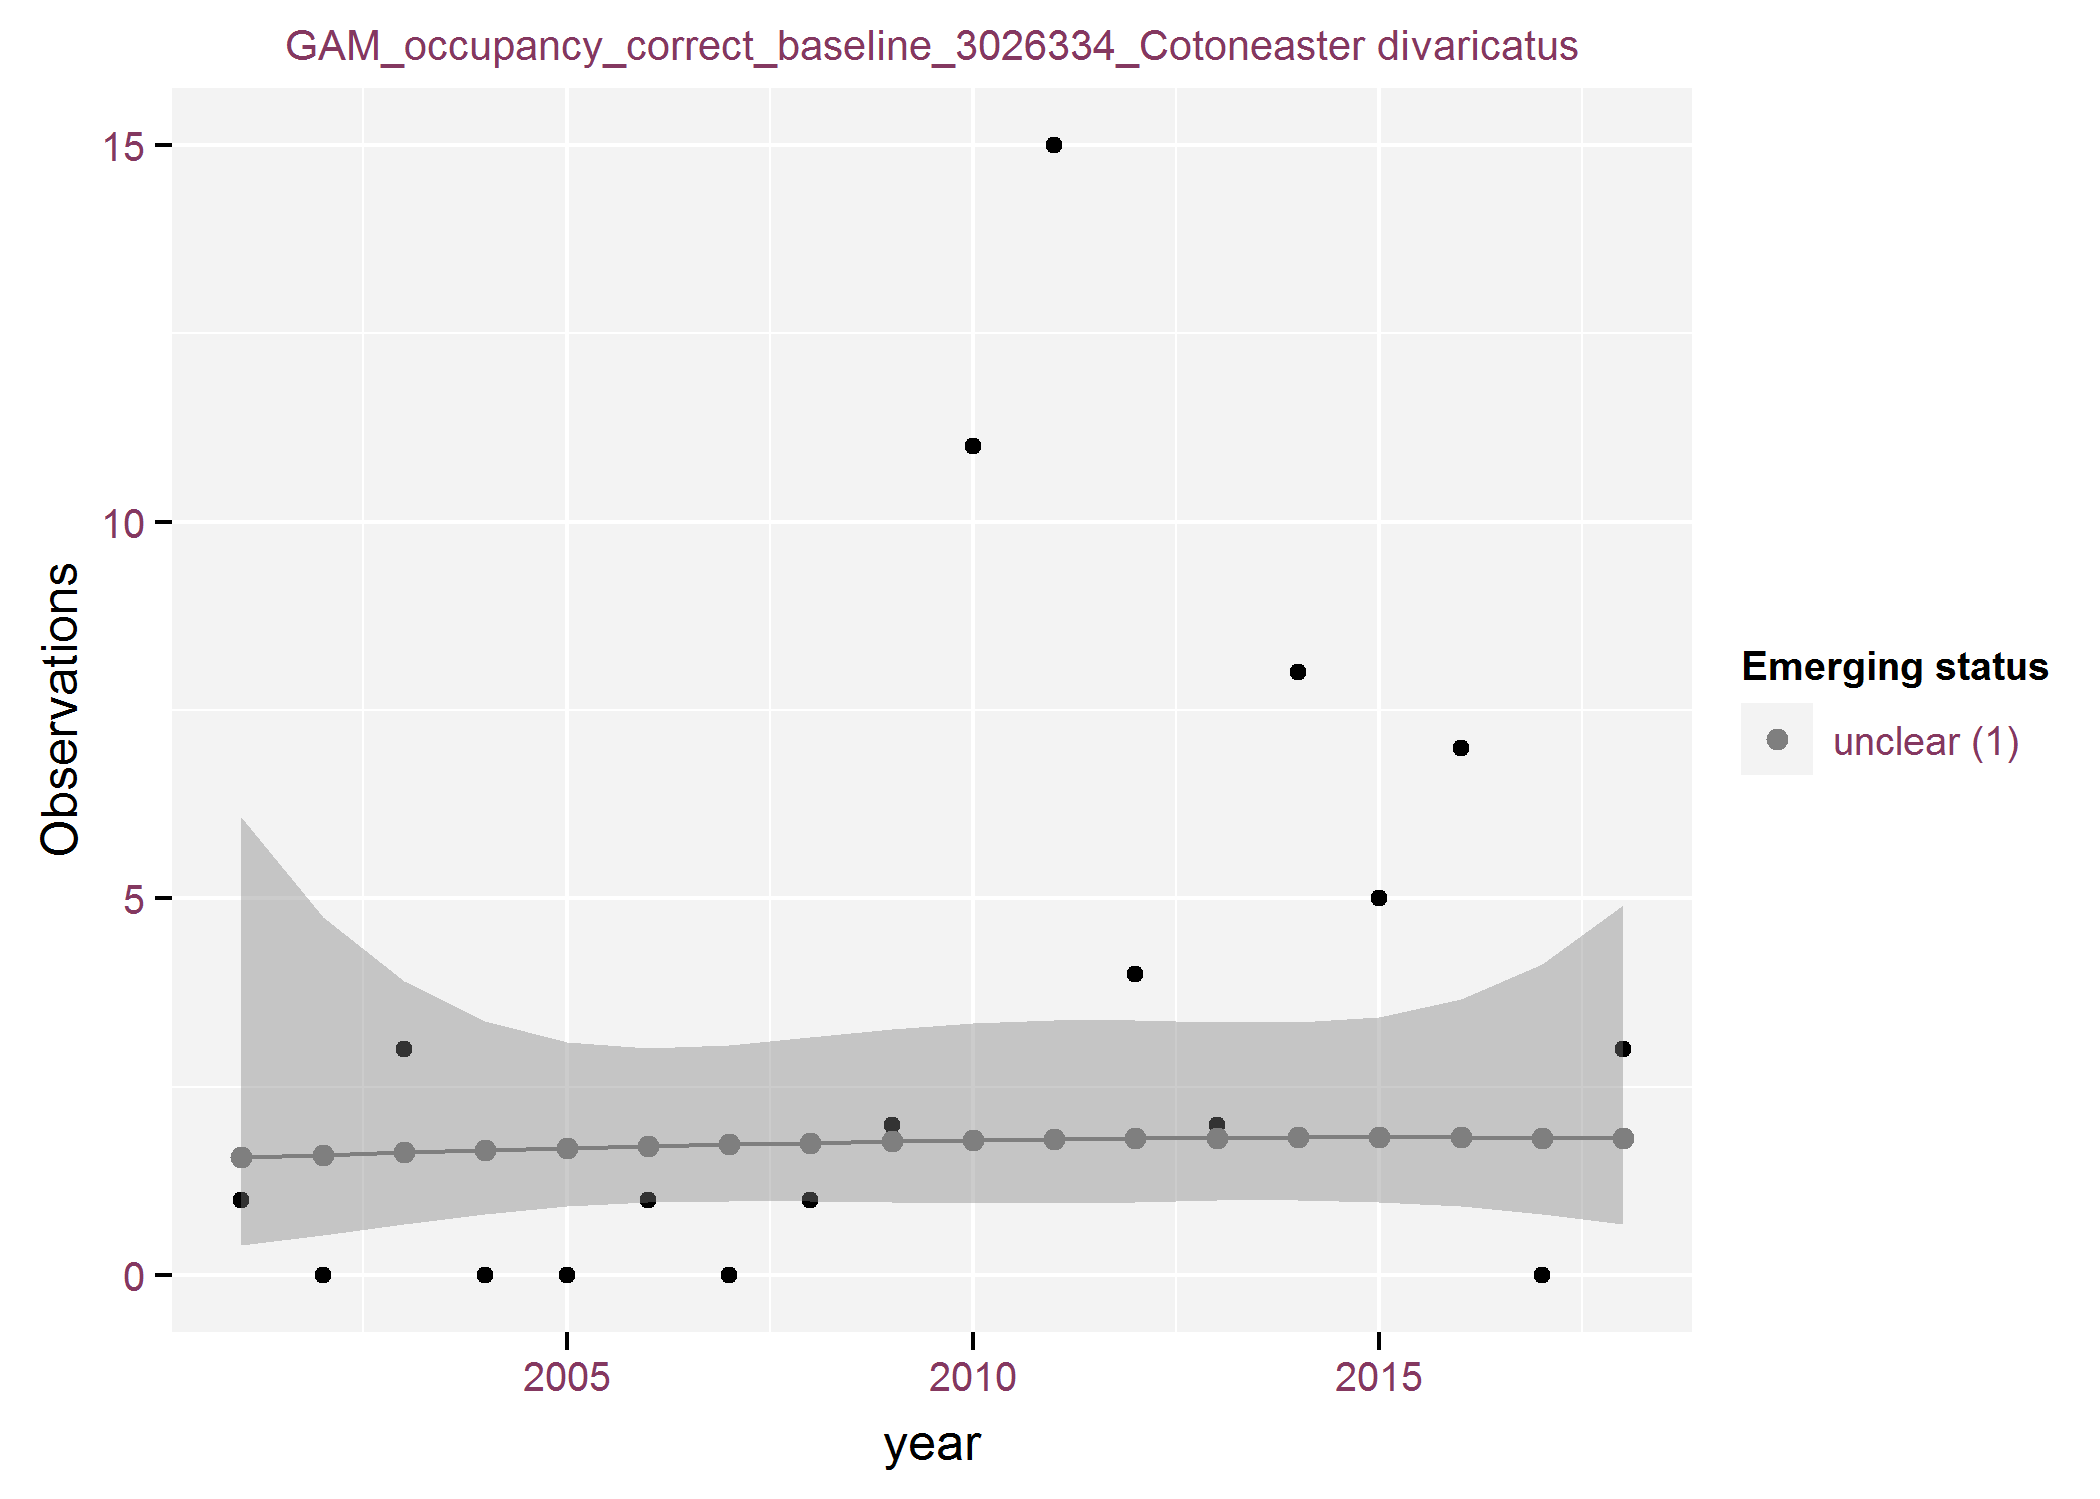 GAM_occupancy_correct_baseline_3026334_Cotoneaster divaricatus
15
10
5
0
Observations
2005 2010 2015
year
Emerging status
unclear (1)